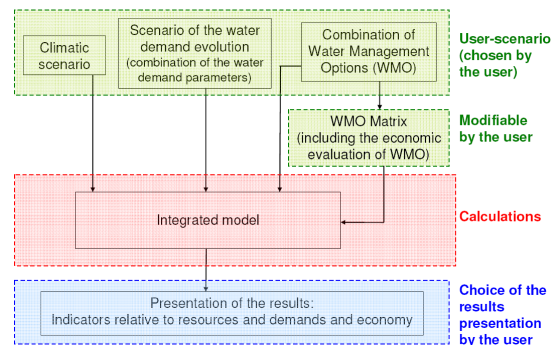 Climatic
scenario
Scenario of the water
demand evolution
(combination of the water
demand parameters)
Combination of
Water Management
Options (WMO)
User-scenario
(chosen by
the user)
WMO Matrix
(including the economic
evaluation of WMO)
Modifiable
by the user
Integrated model
Calculations
Presentation of the results:
Indicators relative to resources and demands and economy
Choice of the
results
presentation
by the user